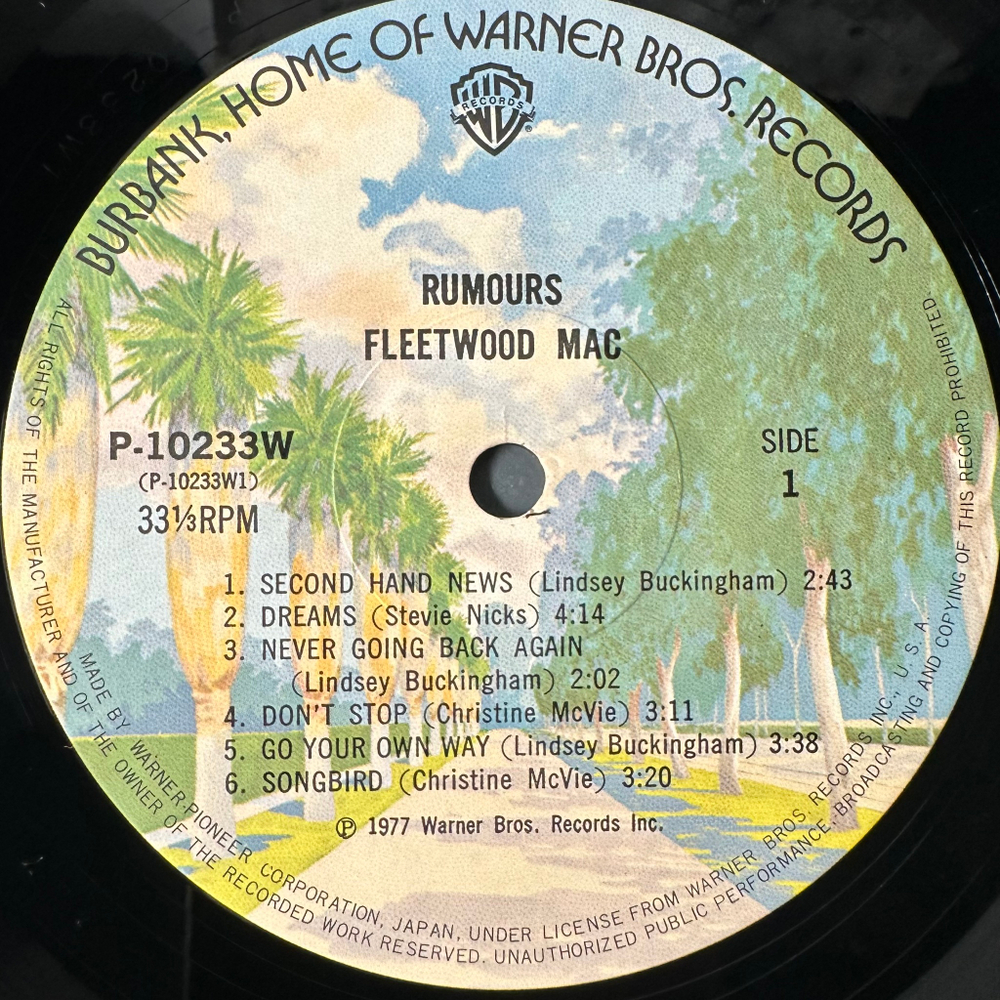 BURBANK, HOME OF WARNER BROS. RECORDS
WB
RECORDS
®
RUMOURS
FLEETWOOD MAC
P-10233W
(P-10233W1)
33⅓RPM
SIDE
1
1. SECOND HAND NEWS (Lindsey Buckingham) 2:43
2. DREAMS (Stevie Nicks) 4:14
3. NEVER GOING BACK AGAIN
(Lindsey Buckingham) 2:02
4. DON'T STOP (Christine McVie) 3:11
5. GO YOUR OWN WAY (Lindsey Buckingham) 3:38
6. SONGBIRD (Christine McVie) 3:20
Ⓟ 1977 Warner Bros. Records Inc.
MADE BY WARNER-PIONEER CORPORATION, JAPAN, UNDER LICENSE FROM WARNER BROS. RECORDS INC., U. S. A.
ALL RIGHTS OF THE MANUFACTURER AND OF THE OWNER OF THE RECORDED WORK RESERVED. UNAUTHORIZED PUBLIC PERFORMANCE, BROADCASTING AND COPYING OF THIS RECORD PROHIBITED.